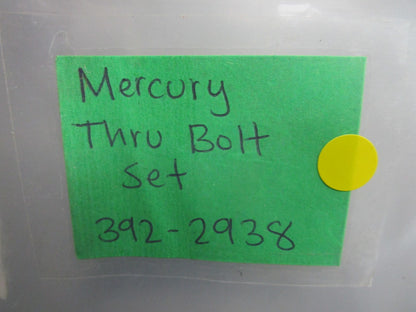 Mercury
Thru Bolt
Set
392-2938